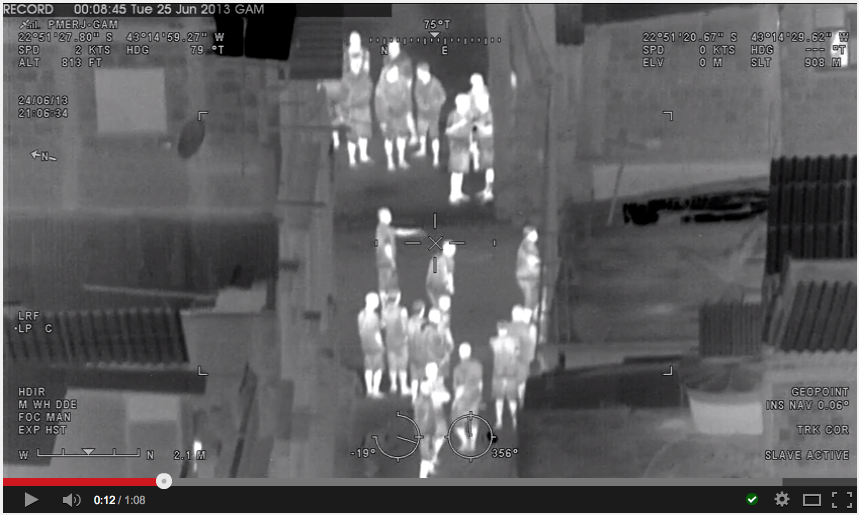 RECORD 00:08:45 Tue 25 Jun 2013 GAM
PMERJ-GAM
22°51'27.80" S 43°14'59.27" W
SPD 2 KTS HDG 79 °T
ALT 813 FT
75°T
N E
22°51'20.67" S 43°14'29.62" W
SPD 0 KTS HDG --- °T
ELV 0 M SLT 908 M
24/06/13
21:06:34
N
LRF
LP C
HDIR
M WH DDE
FOC MAN
EXP HST
W N 2.1 M
-19° 356°
GEOPOINT
INS NAV 0.06°
TRK COR
SLAVE ACTIVE
0:12 / 1:08